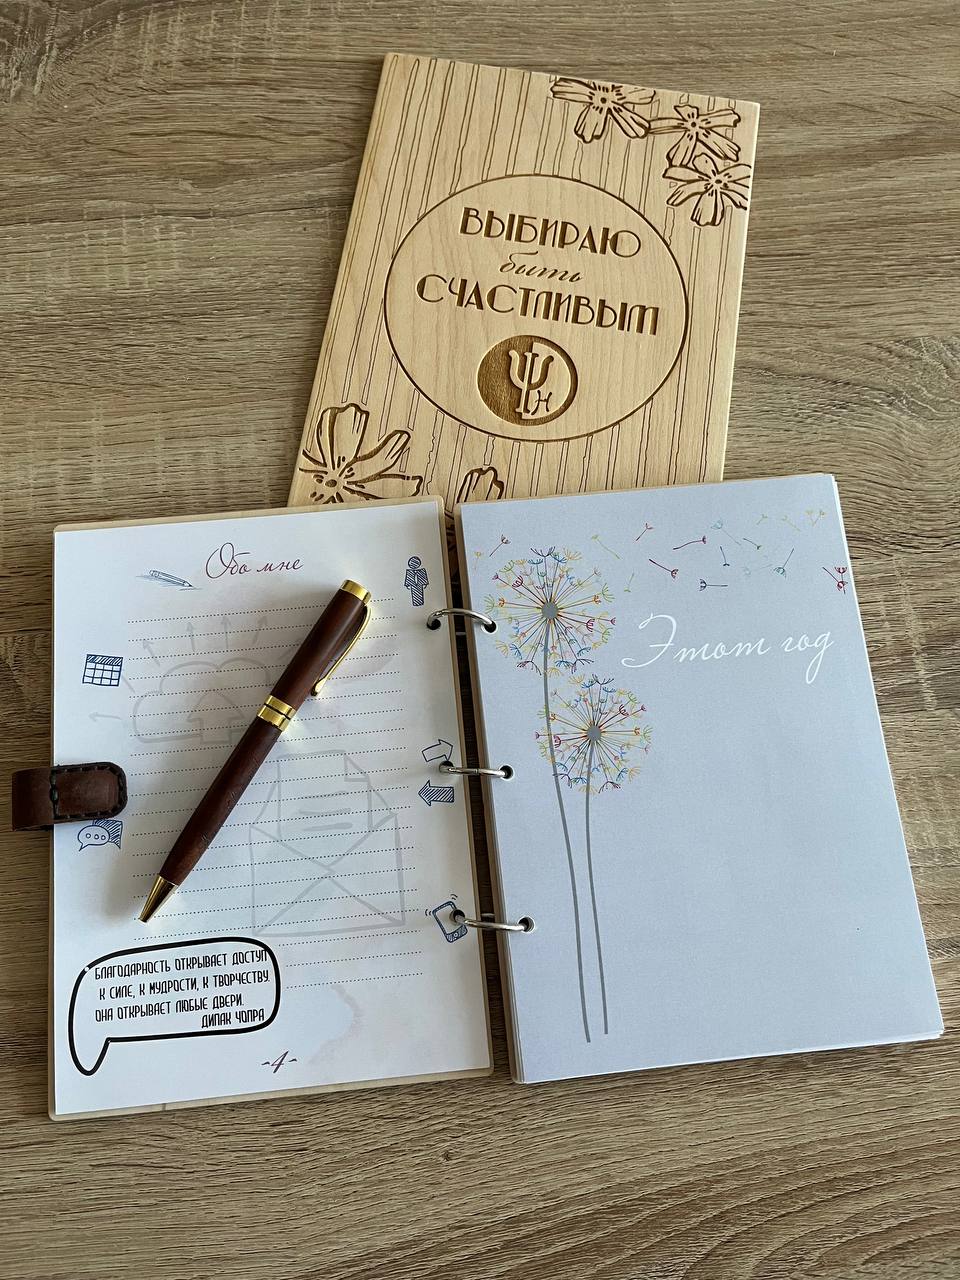 ВЫБИРАЮ
быть
СЧАСТЛИВЫМ
Ψн
Обо мне
БЛАГОДАРНОСТЬ ОТКРЫВАЕТ ДОСТУП
К СИЛЕ, К МУДРОСТИ, К ТВОРЧЕСТВУ.
ОНА ОТКРЫВАЕТ ЛЮБЫЕ ДВЕРИ.
ДИПАК ЧОПРА
~4~
Этот год